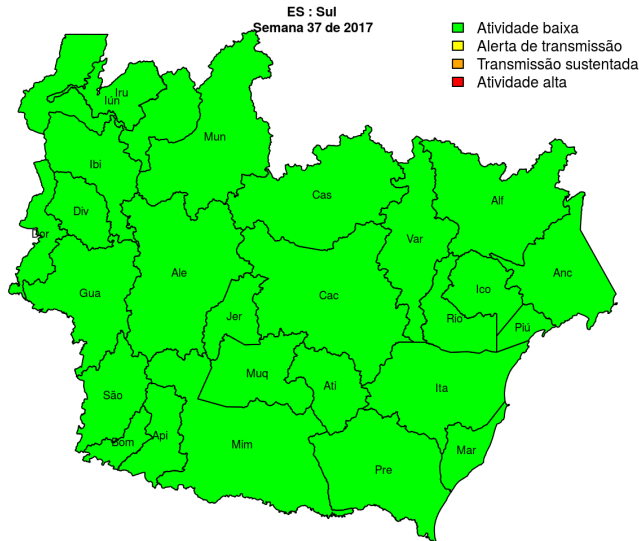 ES : Sul
Semana 37 de 2017
Atividade baixa
Alerta de transmissão
Transmissão sustentada
Atividade alta
Iru
Iún
Mun
Ibi
Cas
Alf
Div
Dor
Var
Ale
Anc
Gua
Cac
Ico
Jer
Rio
Piú
Muq
Ati
Ita
São
Bom
Api
Mim
Mar
Pre